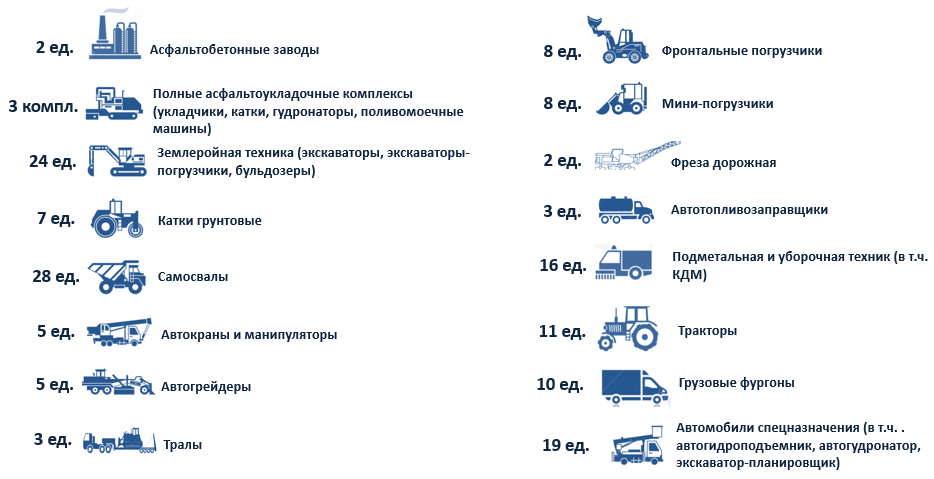 2 ед.
Асфальтобетонные заводы
3 компл.
Полные асфальтоукладочные комплексы
(укладчики, катки, гудронаторы, поливомоечные
машины)
24 ед.
Землеройная техника (экскаваторы, экскаваторы-
погрузчики, бульдозеры)
7 ед.
Катки грунтовые
28 ед.
Самосвалы
5 ед.
Автокраны и манипуляторы
5 ед.
Автогрейдеры
3 ед.
Тралы
8 ед.
Фронтальные погрузчики
8 ед.
Мини-погрузчики
2 ед.
Фреза дорожная
3 ед.
Автотопливозаправщики
16 ед.
Подметальная и уборочная техник (в т.ч.
КДМ)
11 ед.
Тракторы
10 ед.
Грузовые фургоны
19 ед.
Автомобили спецназначения (в т.ч. .
автогидроподъемник, автогудронатор,
экскаватор-планировщик)